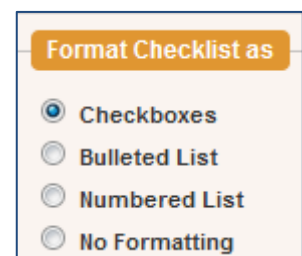 Format Checklist as
Checkboxes
Bulleted List
Numbered List
No Formatting